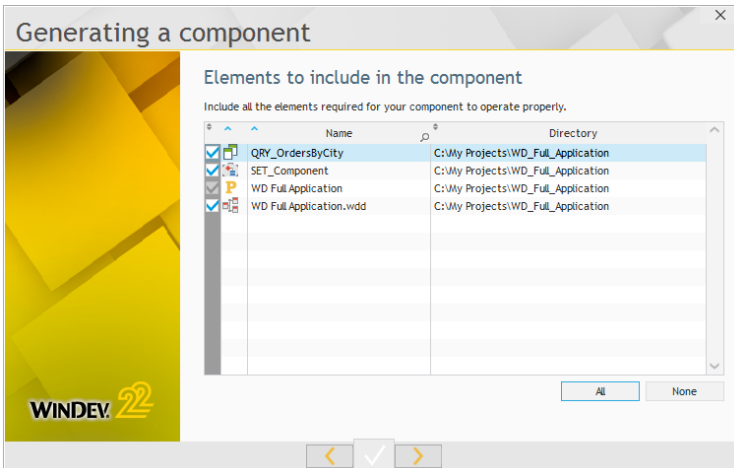 Generating a component
Elements to include in the component
Include all the elements required for your component to operate properly.
Name Directory
QRY_OrdersByCity C:\My Projects\WD_Full_Application
SET_Component C:\My Projects\WD_Full_Application
P WD Full Application C:\My Projects\WD_Full_Application
WD Full Application.wdd C:\My Projects\WD_Full_Application
All None
WINDEV. 22